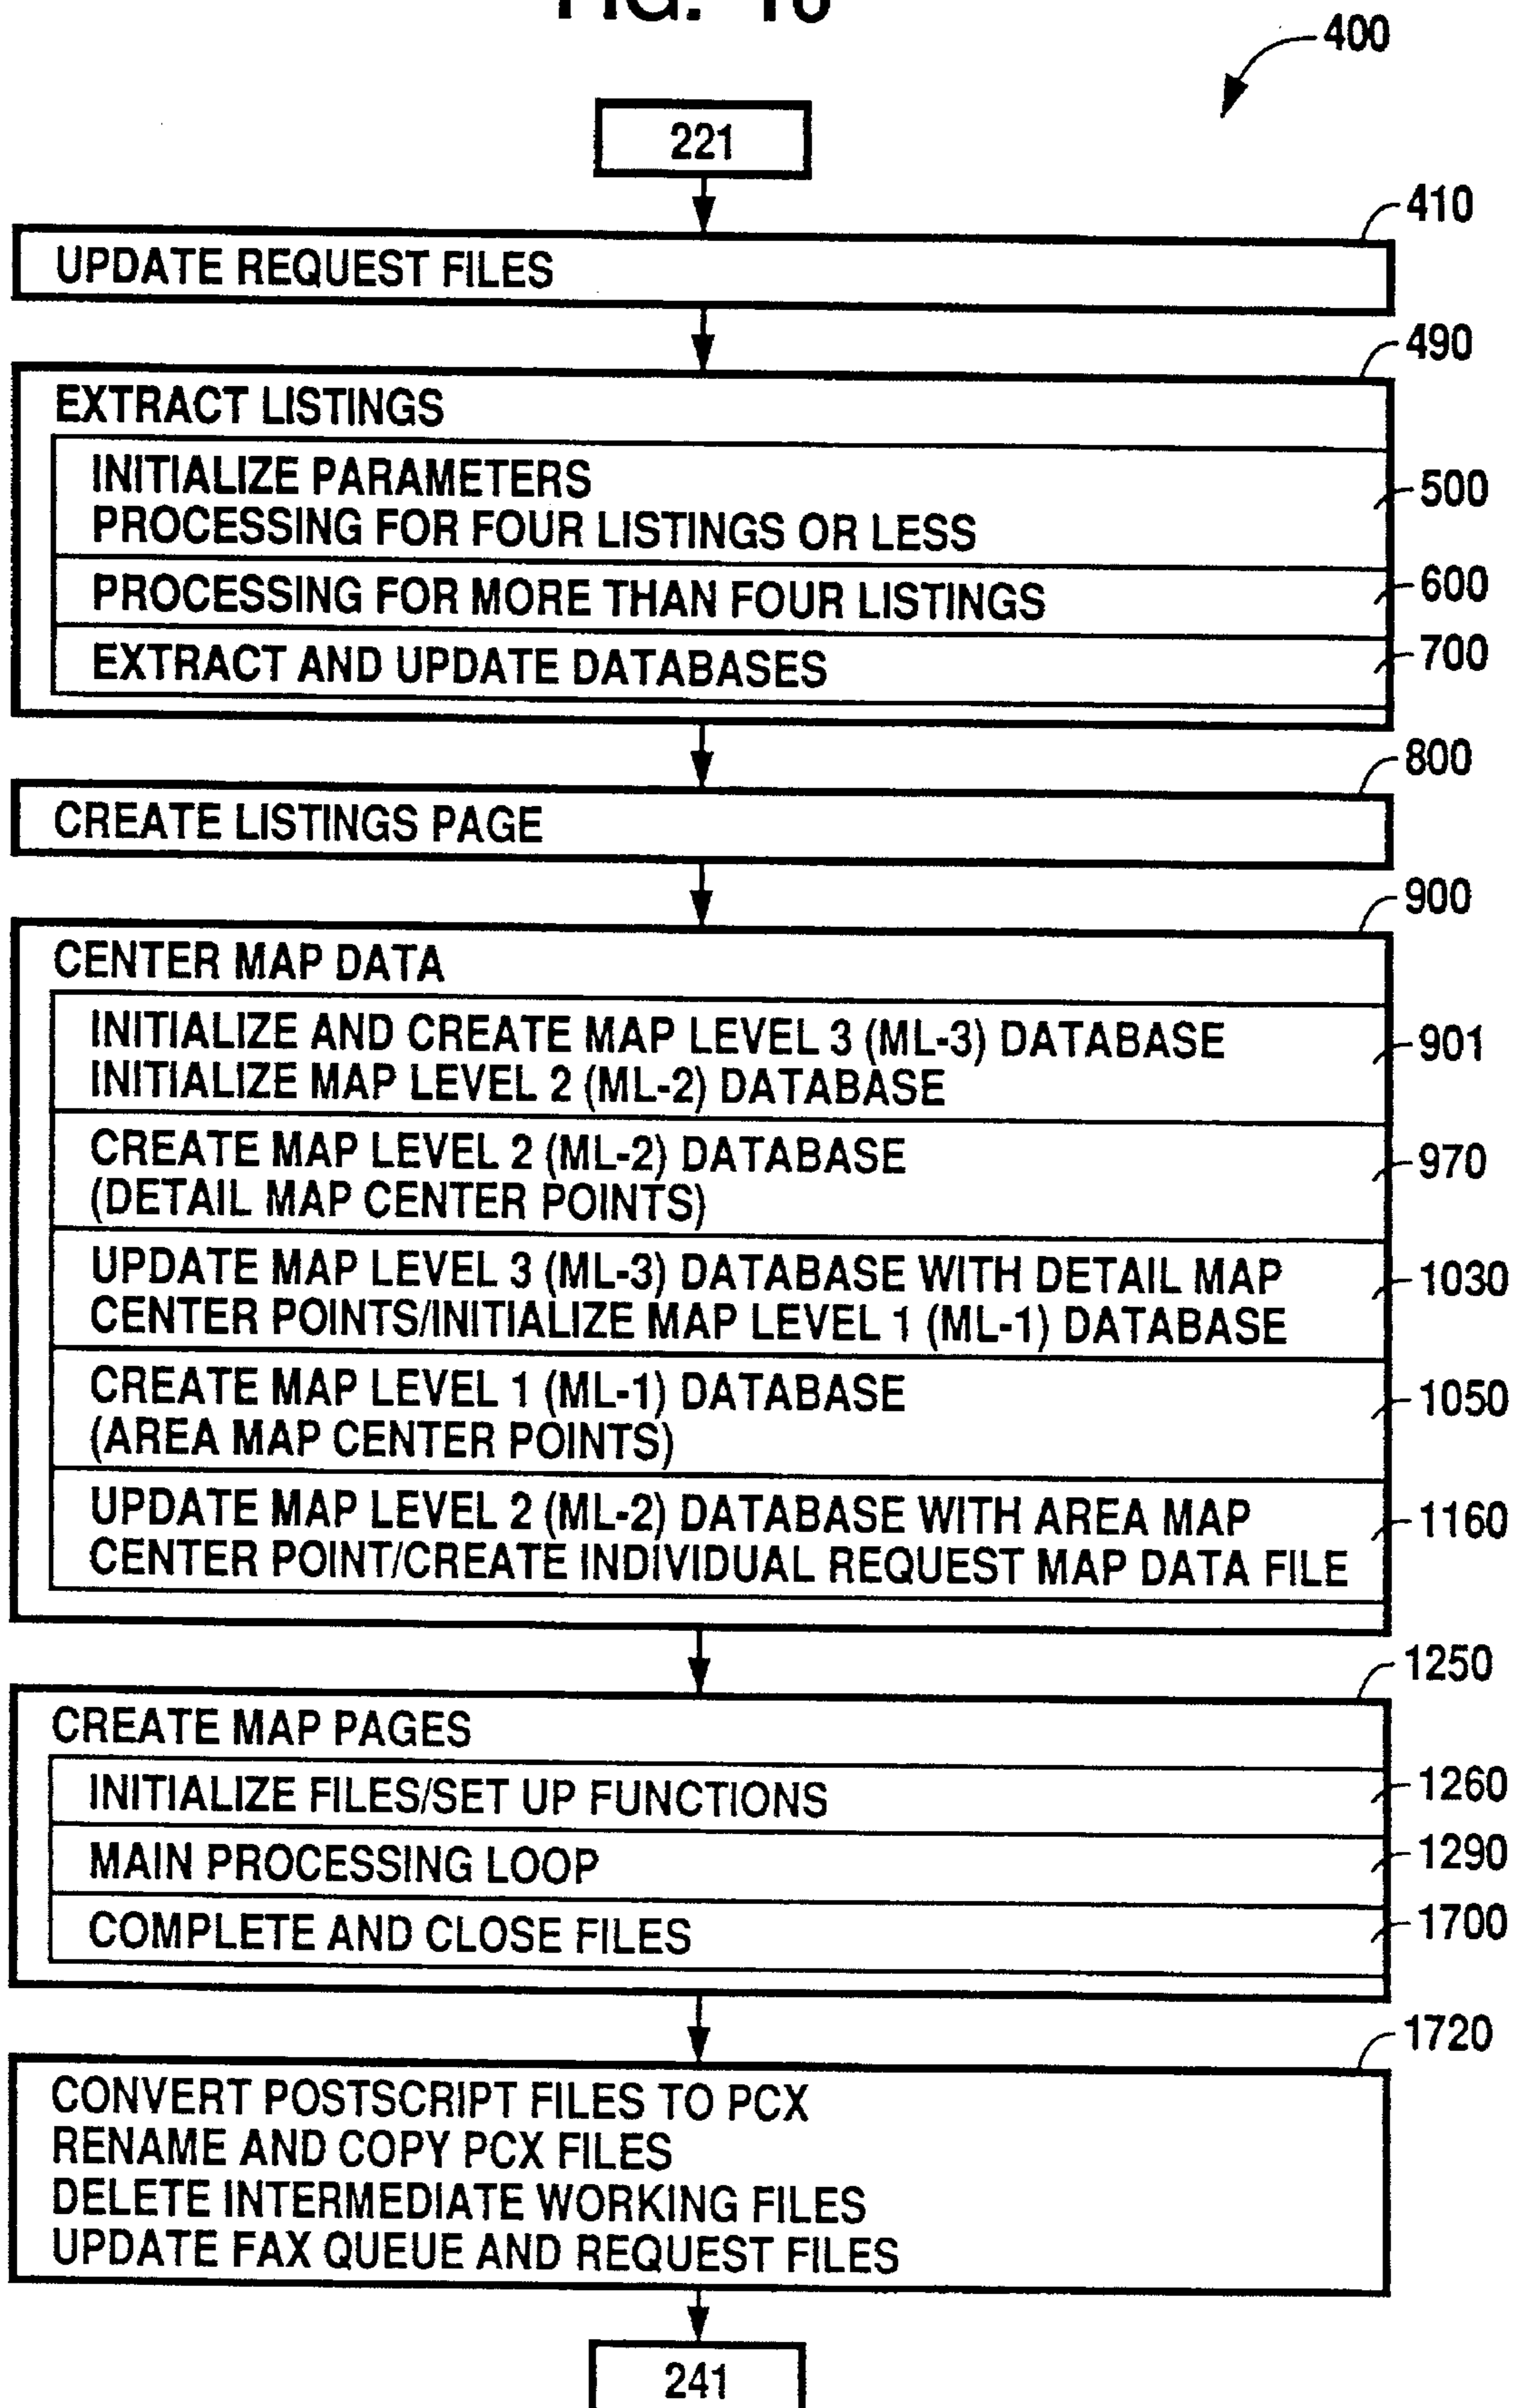 400
221
410
UPDATE REQUEST FILES
490
EXTRACT LISTINGS
INITIALIZE PARAMETERS
PROCESSING FOR FOUR LISTINGS OR LESS
500
PROCESSING FOR MORE THAN FOUR LISTINGS
600
EXTRACT AND UPDATE DATABASES
700
800
CREATE LISTINGS PAGE
900
CENTER MAP DATA
INITIALIZE AND CREATE MAP LEVEL 3 (ML-3) DATABASE
INITIALIZE MAP LEVEL 2 (ML-2) DATABASE
901
CREATE MAP LEVEL 2 (ML-2) DATABASE
(DETAIL MAP CENTER POINTS)
970
UPDATE MAP LEVEL 3 (ML-3) DATABASE WITH DETAIL MAP
CENTER POINTS/INITIALIZE MAP LEVEL 1 (ML-1) DATABASE
1030
CREATE MAP LEVEL 1 (ML-1) DATABASE
(AREA MAP CENTER POINTS)
1050
UPDATE MAP LEVEL 2 (ML-2) DATABASE WITH AREA MAP
CENTER POINT/CREATE INDIVIDUAL REQUEST MAP DATA FILE
1160
1250
CREATE MAP PAGES
INITIALIZE FILES/SET UP FUNCTIONS
1260
MAIN PROCESSING LOOP
1290
COMPLETE AND CLOSE FILES
1700
1720
CONVERT POSTSCRIPT FILES TO PCX
RENAME AND COPY PCX FILES
DELETE INTERMEDIATE WORKING FILES
UPDATE FAX QUEUE AND REQUEST FILES
241